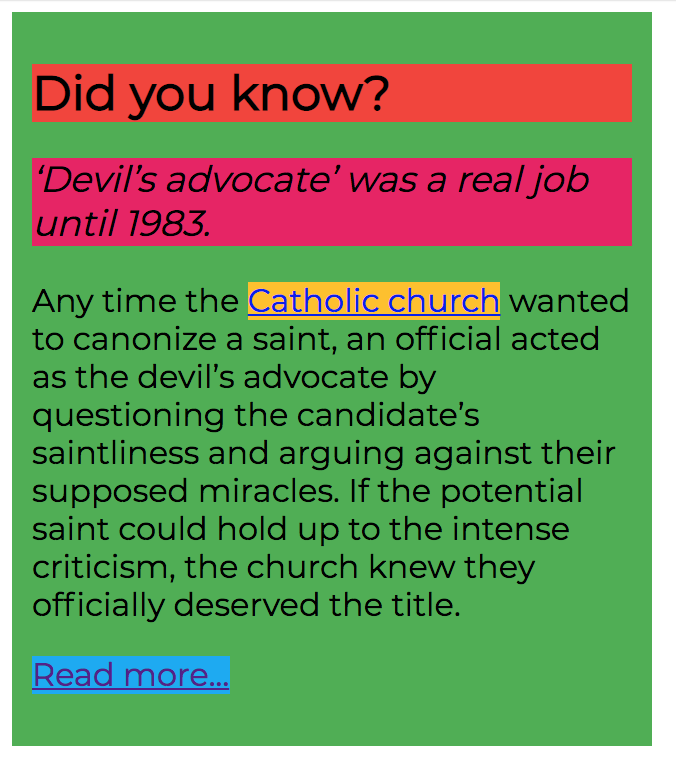 Did you know?
‘Devil’s advocate’ was a real job
until 1983.
Any time the Catholic church wanted
to canonize a saint, an official acted
as the devil’s advocate by
questioning the candidate’s
saintliness and arguing against their
supposed miracles. If the potential
saint could hold up to the intense
criticism, the church knew they
officially deserved the title.
Read more...